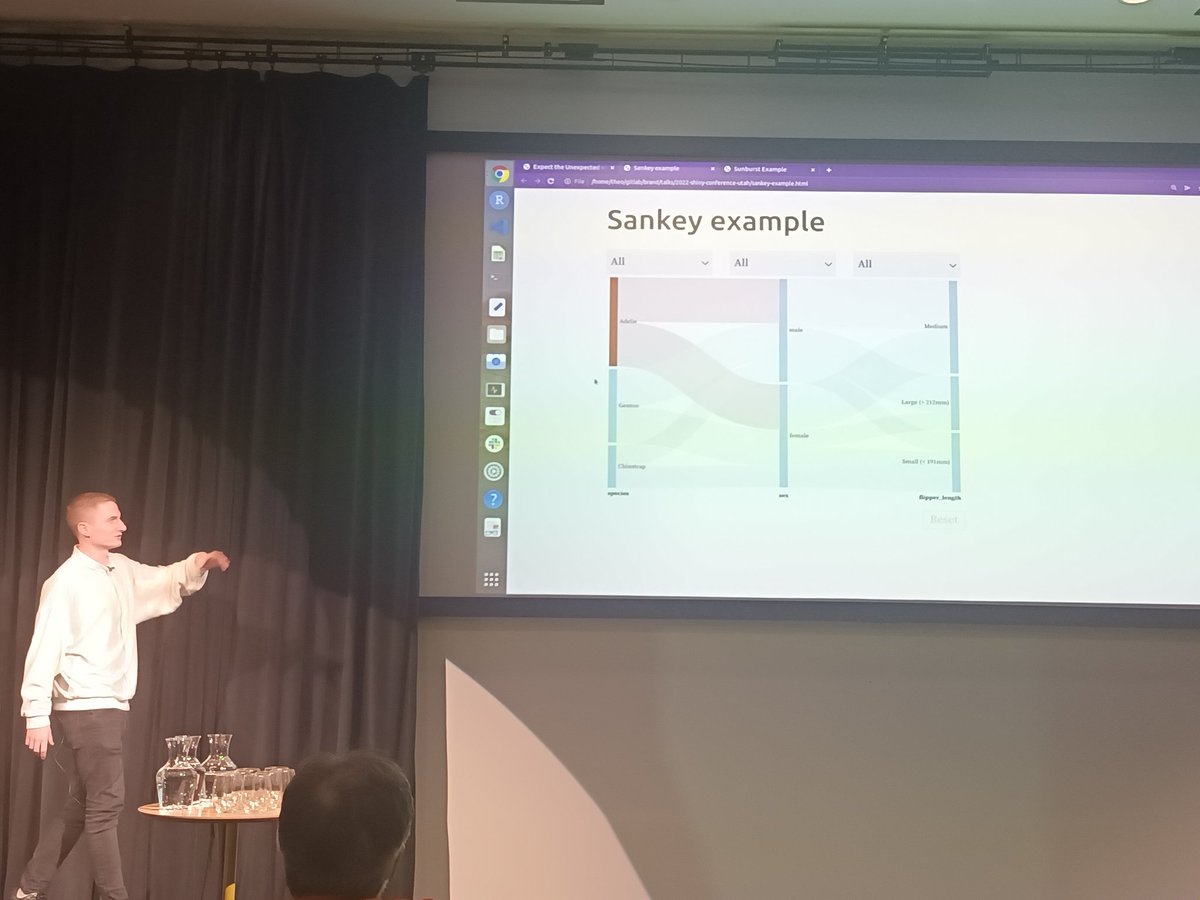 Expect the Unexpected
Sankey example
Sunburst Example
File
/home/theo/gitlab/brand/talks/2022-shiny-conference-utah/sankey-example.html
R
Sankey example
All
All
All
Adelie
male
Medium
Gentoo
Large (> 212mm)
female
Chinstrap
Small (< 191mm)
species
sex
flipper_length
Reset
?